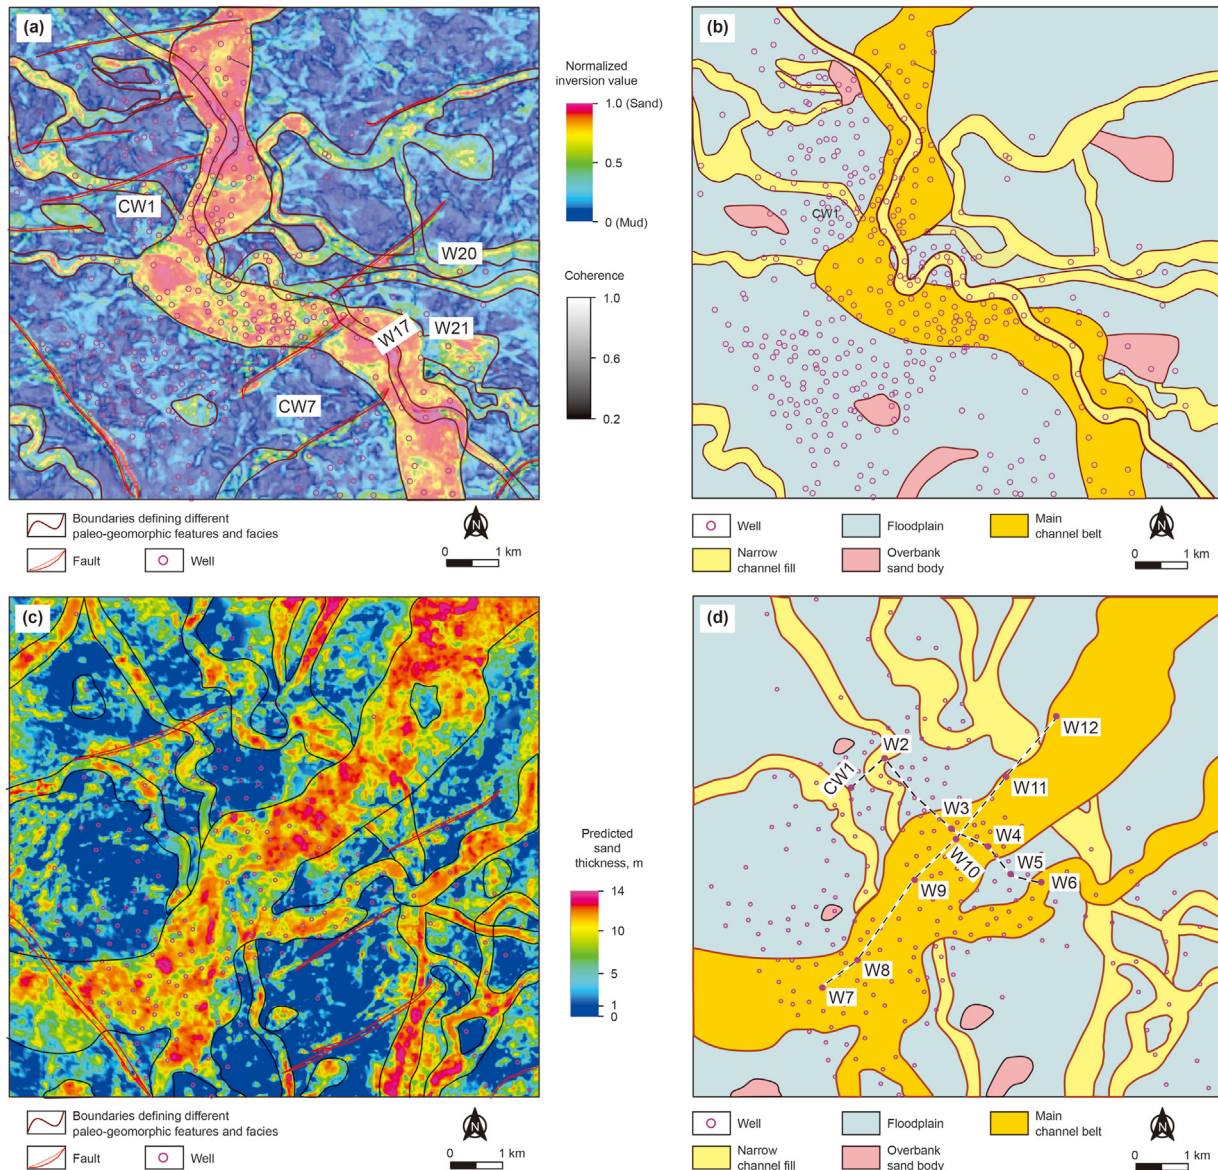 (a)
CW1
W20
W21
W17
CW7
Normalized
inversion value
1.0 (Sand)
0.5
0 (Mud)
Coherence
1.0
0.6
0.2
Boundaries defining different
paleo-geomorphic features and facies
Fault
Well
N
0 1 km
(b)
CW1
Well
Floodplain
Main
channel belt
Narrow
channel fill
Overbank
sand body
N
0 1 km
(c)
Predicted
sand
thickness, m
14
10
5
1
0
Boundaries defining different
paleo-geomorphic features and facies
Fault
Well
N
0 1 km
(d)
W12
W2
CW1
W11
W3
W4
W10
W5
W9
W6
W8
W7
Well
Floodplain
Main
channel belt
Narrow
channel fill
Overbank
sand body
N
0 1 km